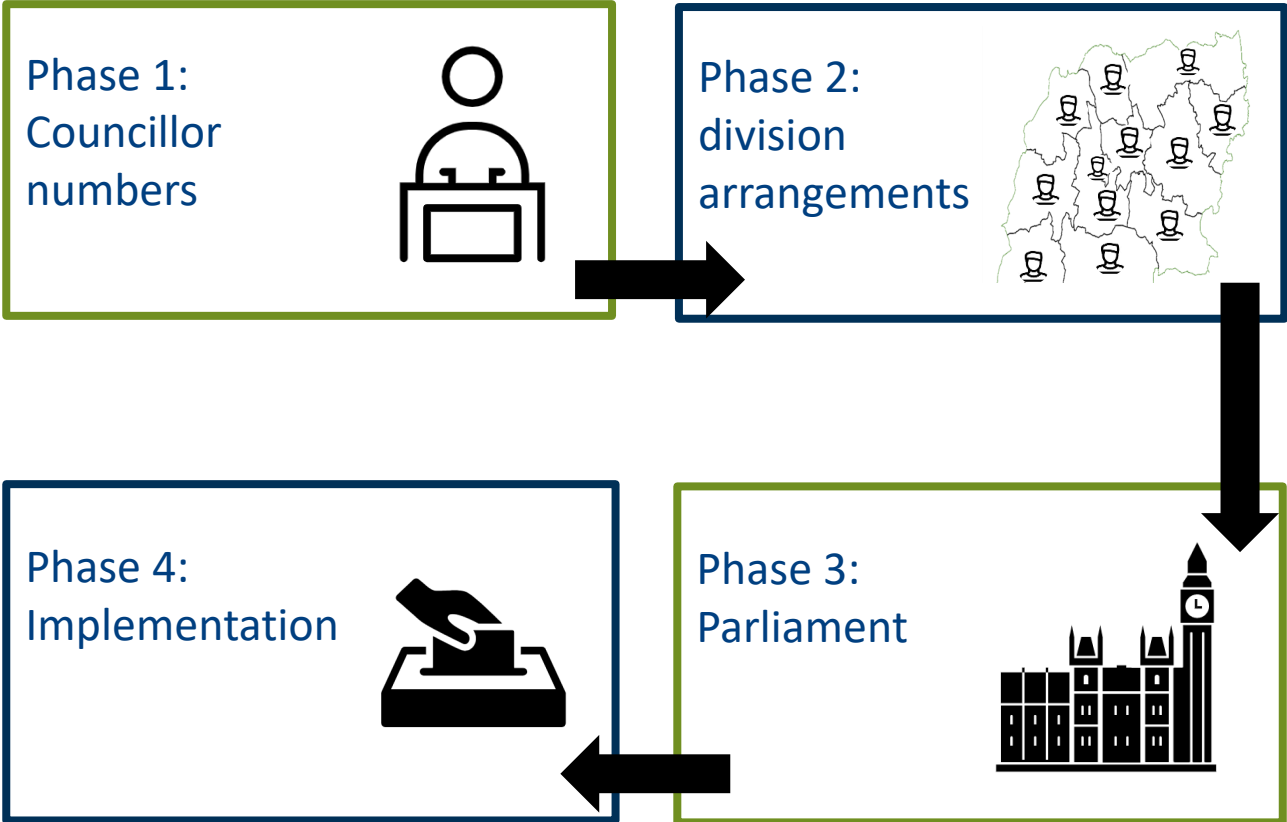 Phase 1:
Councillor
numbers
Phase 2:
division
arrangements
Phase 3:
Parliament
Phase 4:
Implementation